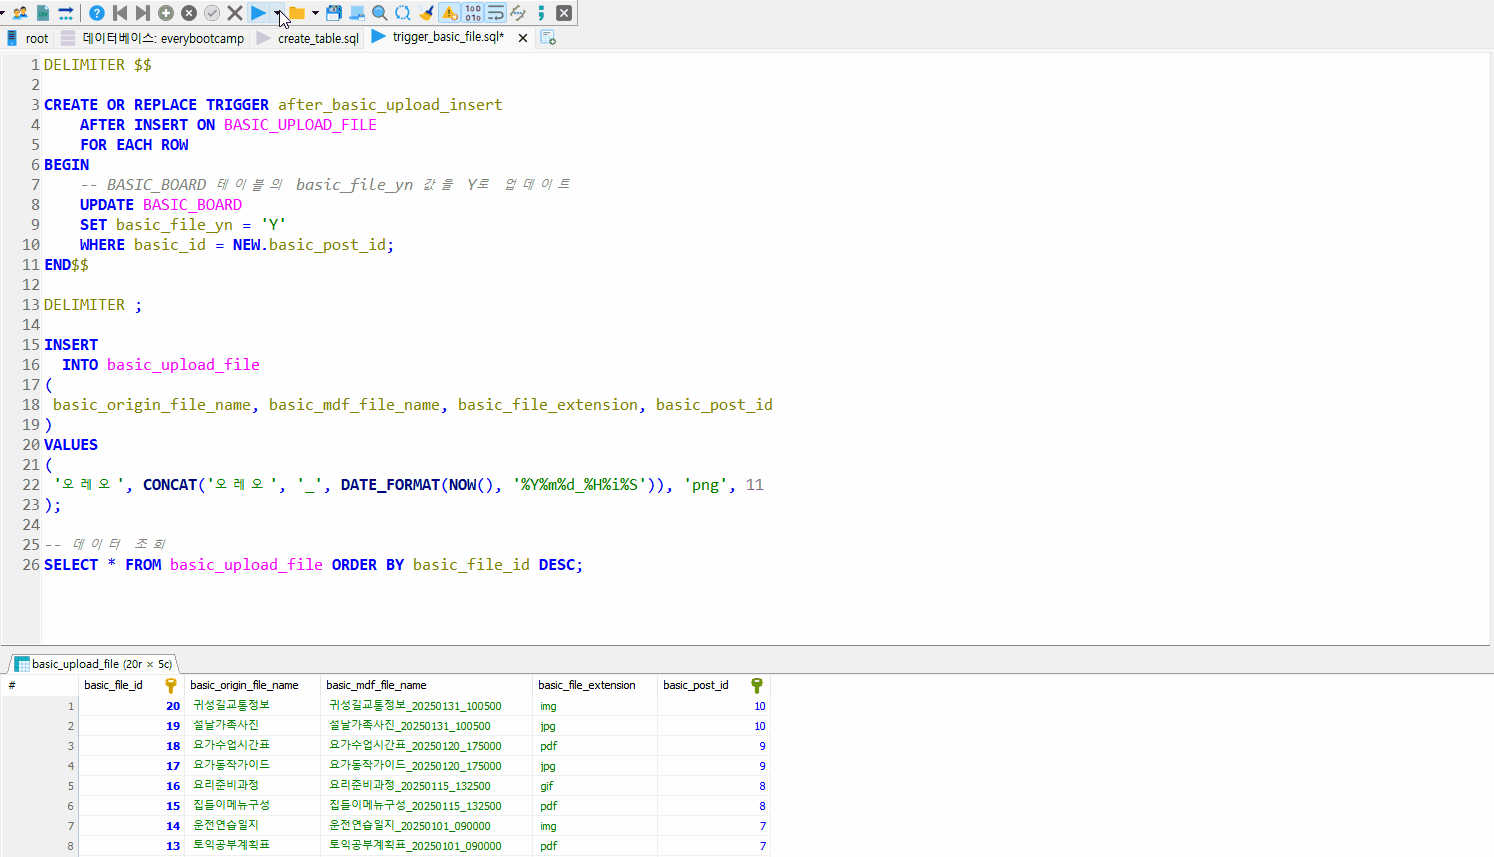 root 데이터베이스: everybootcamp create_table.sql trigger_basic_file.sql*
1 DELIMITER $$
2
3 CREATE OR REPLACE TRIGGER after_basic_upload_insert
4 AFTER INSERT ON BASIC_UPLOAD_FILE
5 FOR EACH ROW
6 BEGIN
7 -- BASIC_BOARD 테이블의 basic_file_yn 값을 Y로 업데이트
8 UPDATE BASIC_BOARD
9 SET basic_file_yn = 'Y'
10 WHERE basic_id = NEW.basic_post_id;
11 END$$
12
13 DELIMITER ;
14
15 INSERT
16 INTO basic_upload_file
17 (
18 basic_origin_file_name, basic_mdf_file_name, basic_file_extension, basic_post_id
19 )
20 VALUES
21 (
22 '오레오', CONCAT('오레오', '_', DATE_FORMAT(NOW(), '%Y%m%d_%H%i%S')), 'png', 11
23 );
24
25 -- 데이터 조회
26 SELECT * FROM basic_upload_file ORDER BY basic_file_id DESC;
basic_upload_file (20r × 5c)
# basic_file_id basic_origin_file_name basic_mdf_file_name basic_file_extension basic_post_id
1 20 귀성길교통정보 귀성길교통정보_20250131_100500 img 10
2 19 설날가족사진 설날가족사진_20250131_100500 jpg 10
3 18 요가수업시간표 요가수업시간표_20250120_175000 pdf 9
4 17 요가동작가이드 요가동작가이드_20250120_175000 jpg 9
5 16 요리준비과정 요리준비과정_20250115_132500 gif 8
6 15 집들이메뉴구성 집들이메뉴구성_20250115_132500 pdf 8
7 14 운전연습일지 운전연습일지_20250101_090000 img 7
8 13 토익공부계획표 토익공부계획표_20250101_090000 pdf 7